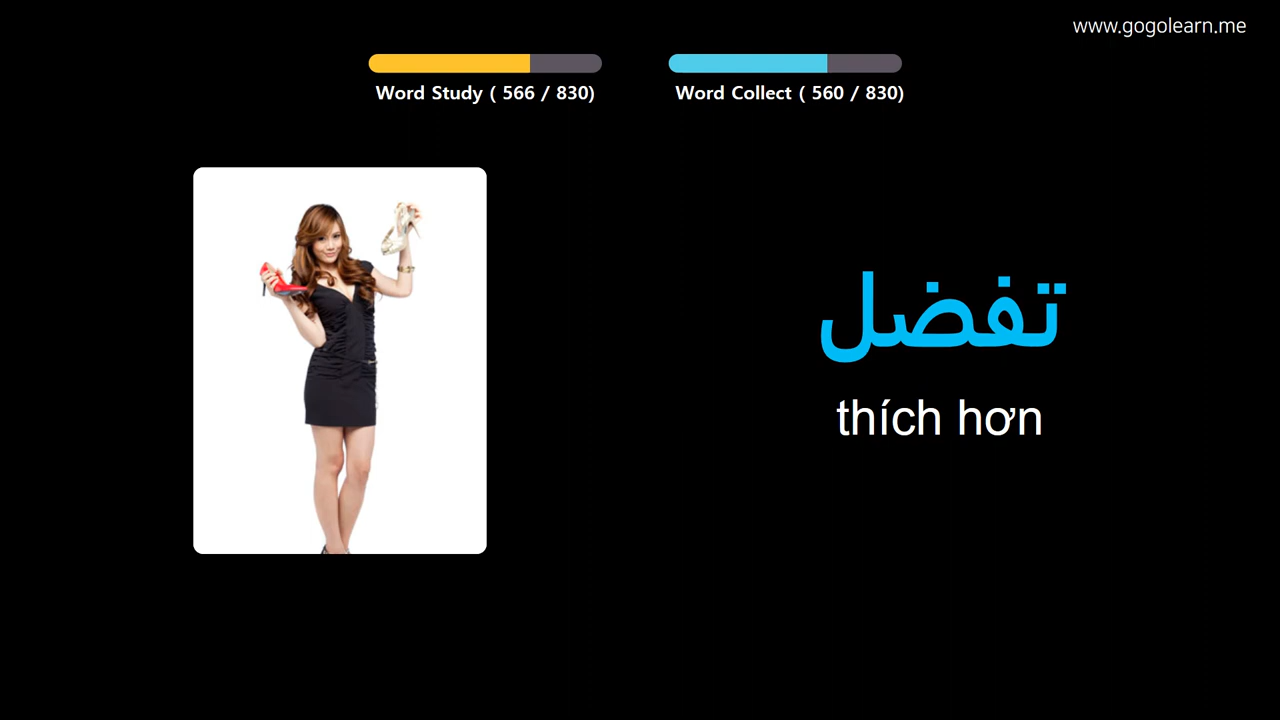 www.gogolearn.me
Word Study ( 566 / 830)
Word Collect ( 560 / 830)
تفضل
thích hơn